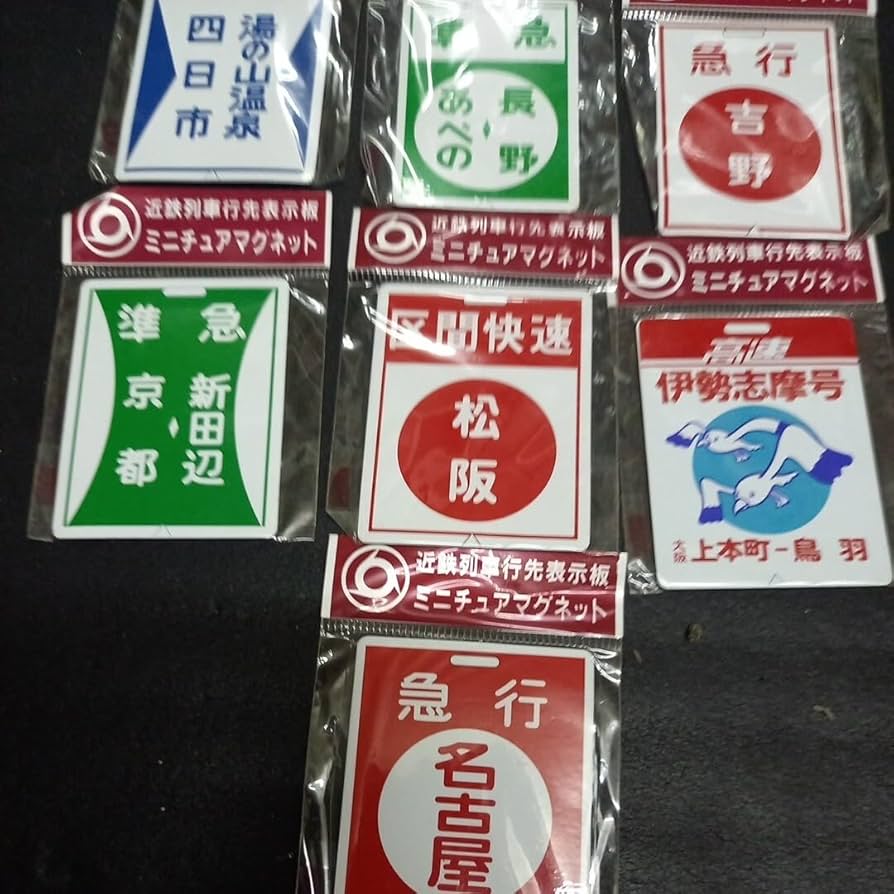 湯の山温泉
四日市
準急
長野
あべの
急行
吉野
近鉄列車行先表示板
ミニチュアマグネット
準急
新田辺
京都
近鉄列車行先表示板
ミニチュアマグネット
区間快速
松阪
近鉄列車行先表示板
ミニチュアマグネット
高速
伊勢志摩号
大阪上本町ー鳥羽
近鉄列車行先表示板
ミニチュアマグネット
急行
名古屋